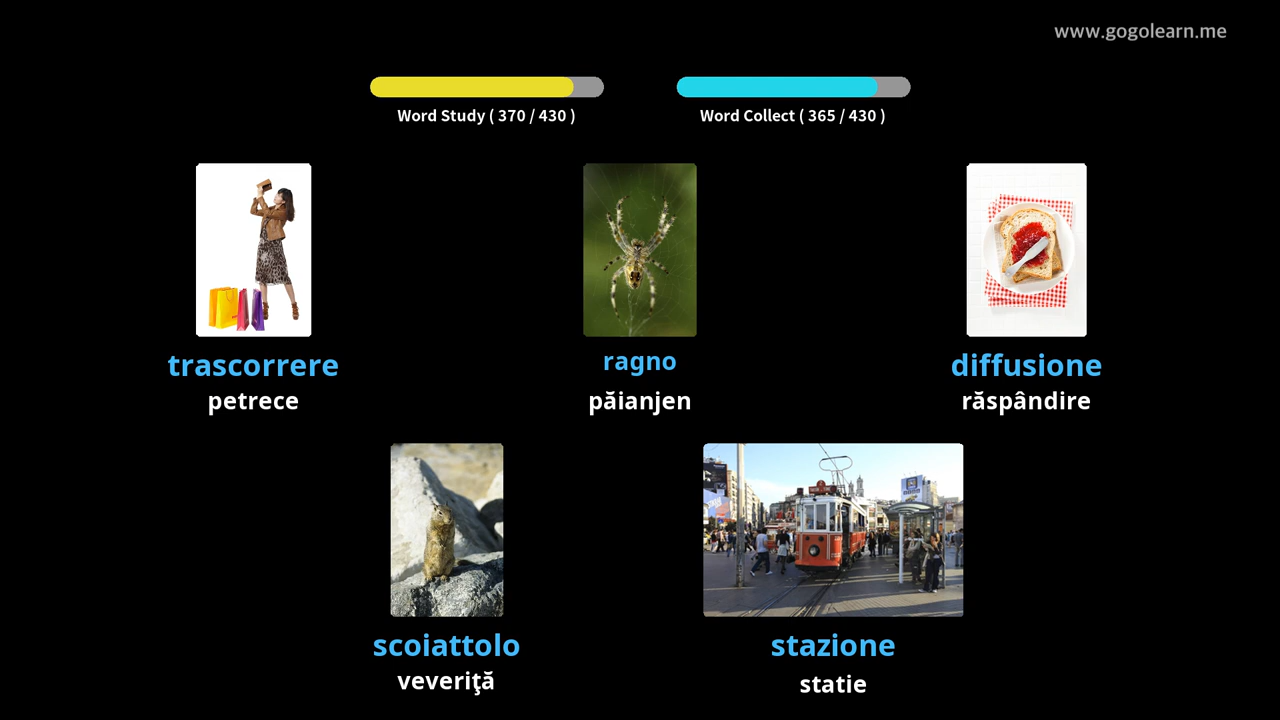 www.gogolearn.me
Word Study ( 370 / 430 )
Word Collect ( 365 / 430 )
trascorrere
petrece
ragno
păianjen
diffusione
răspândire
scoiattolo
veveriţă
stazione
statie